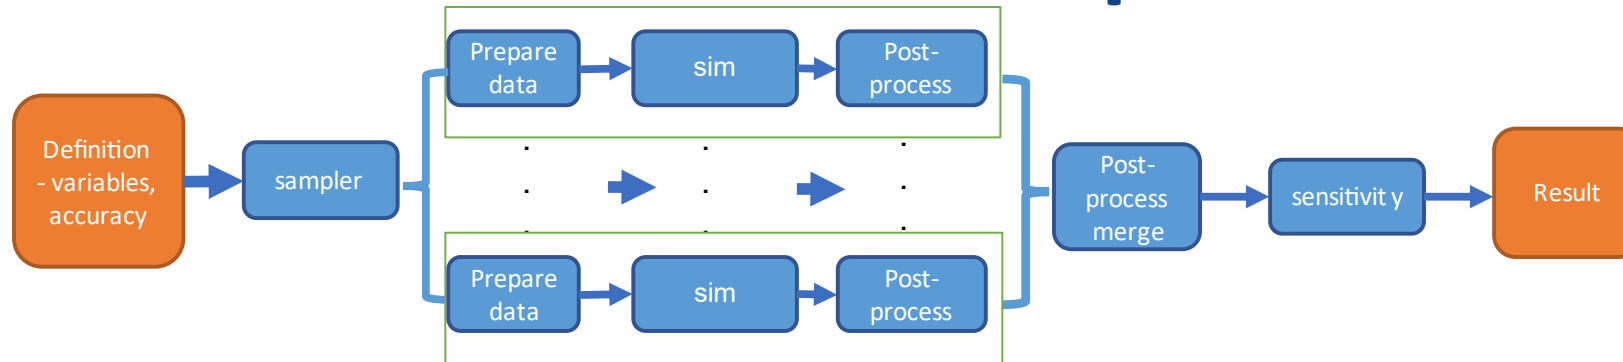 Definition
- variables,
accuracy
sampler
Prepare
data
sim
Post-
process
Prepare
data
sim
Post-
process
Post-
process
merge
sensitivit y
Result